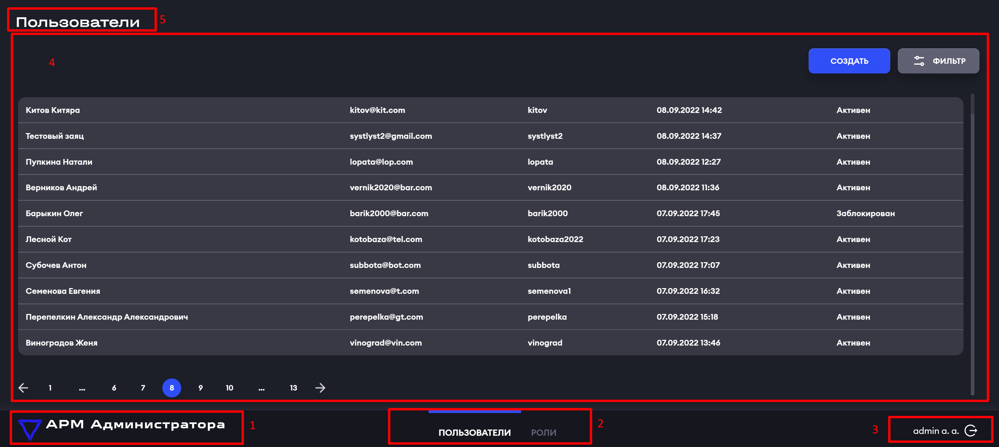 Пользователи 5
4
СОЗДАТЬ ФИЛЬТР
Китов Китяра kitov@kit.com kitov 08.09.2022 14:42 Активен
Тестовый заяц systlyst2@gmail.com systlyst2 08.09.2022 14:37 Активен
Пупкина Натали lopata@lop.com lopata 08.09.2022 12:27 Активен
Верников Андрей vernik2020@bar.com vernik2020 08.09.2022 11:36 Активен
Барыкин Олег barik2000@bar.com barik2000 07.09.2022 17:45 Заблокирован
Лесной Кот kotobaza@tel.com kotobaza2022 07.09.2022 17:23 Активен
Субочев Антон subbota@bot.com subbota 07.09.2022 17:07 Активен
Семенова Евгения semenova@t.com semenova1 07.09.2022 16:32 Активен
Перепелкин Александр Александрович perepelka@gt.com perepelka 07.09.2022 15:18 Активен
Виноградов Женя vinograd@vin.com vinograd 07.09.2022 13:46 Активен
1 ... 6 7 8 9 10 ... 13
АРМ Администратора 1
ПОЛЬЗОВАТЕЛИ РОЛИ 2
3 admin a. a.